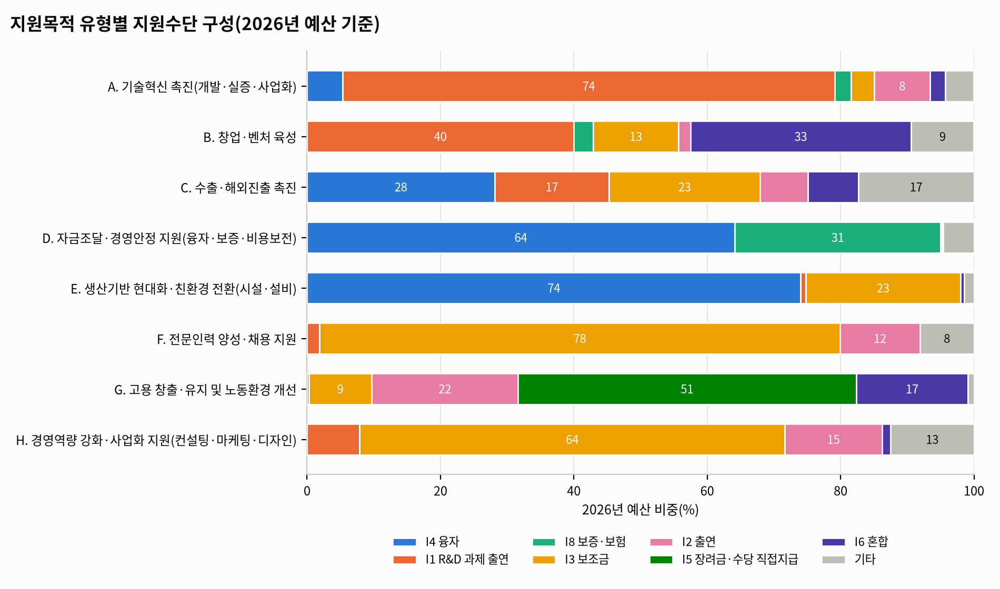 지원목적 유형별 지원수단 구성(2026년 예산 기준)
A. 기술혁신 촉진(개발·실증·사업화)
74
8
B. 창업·벤처 육성
40
13
33
9
C. 수출·해외진출 촉진
28
17
23
17
D. 자금조달·경영안정 지원(융자·보증·비용보전)
64
31
E. 생산기반 현대화·친환경 전환(시설·설비)
74
23
F. 전문인력 양성·채용 지원
78
12
8
G. 고용 창출·유지 및 노동환경 개선
9
22
51
17
H. 경영역량 강화·사업화 지원(컨설팅·마케팅·디자인)
64
15
13
0
20
40
60
80
100
2026년 예산 비중(%)
I4 융자
I8 보증·보험
I2 출연
I6 혼합
I1 R&D 과제 출연
I3 보조금
I5 장려금·수당 직접지급
기타